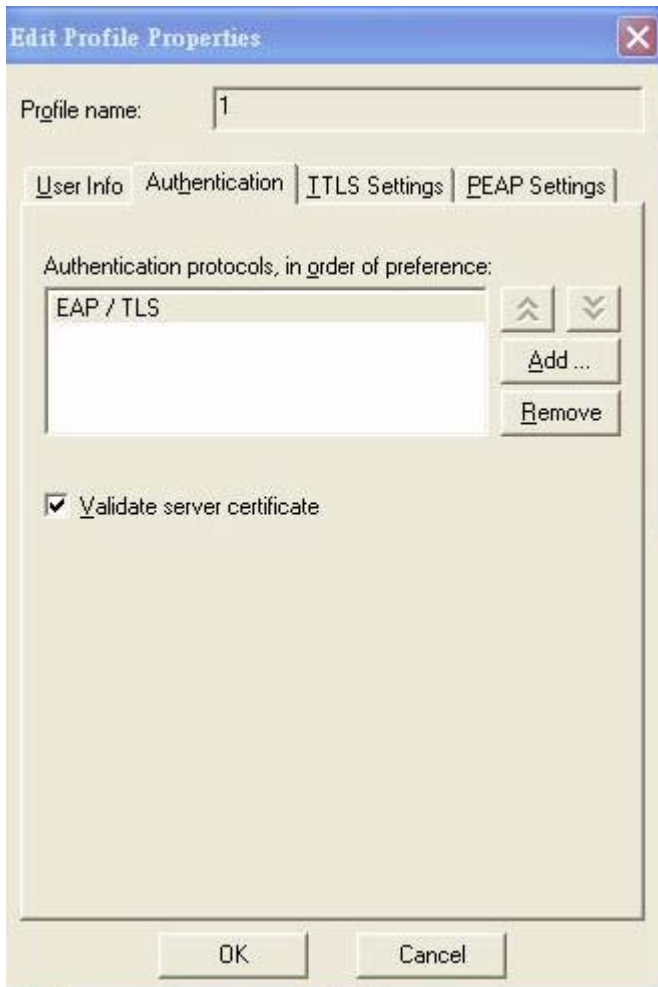 Edit Profile Properties
Profile name: 1
User Info Authentication TTLS Settings PEAP Settings
Authentication protocols, in order of preference:
EAP / TLS
Add ...
Remove
Validate server certificate
OK Cancel